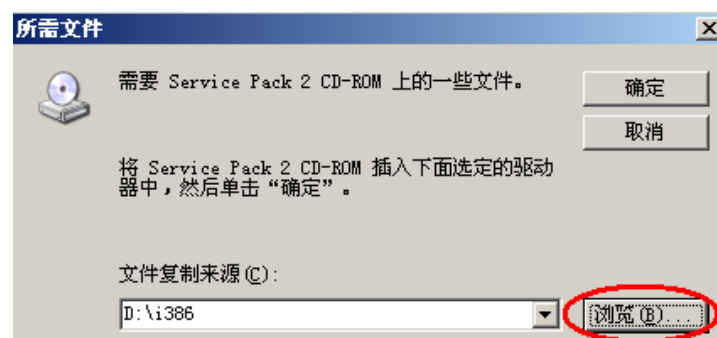 所需文件
需要 Service Pack 2 CD-ROM 上的一些文件。
确定
取消
将 Service Pack 2 CD-ROM 插入下面选定的驱动
器中，然后单击“确定”。
文件复制来源(C):
D:\i386
浏览(B)...